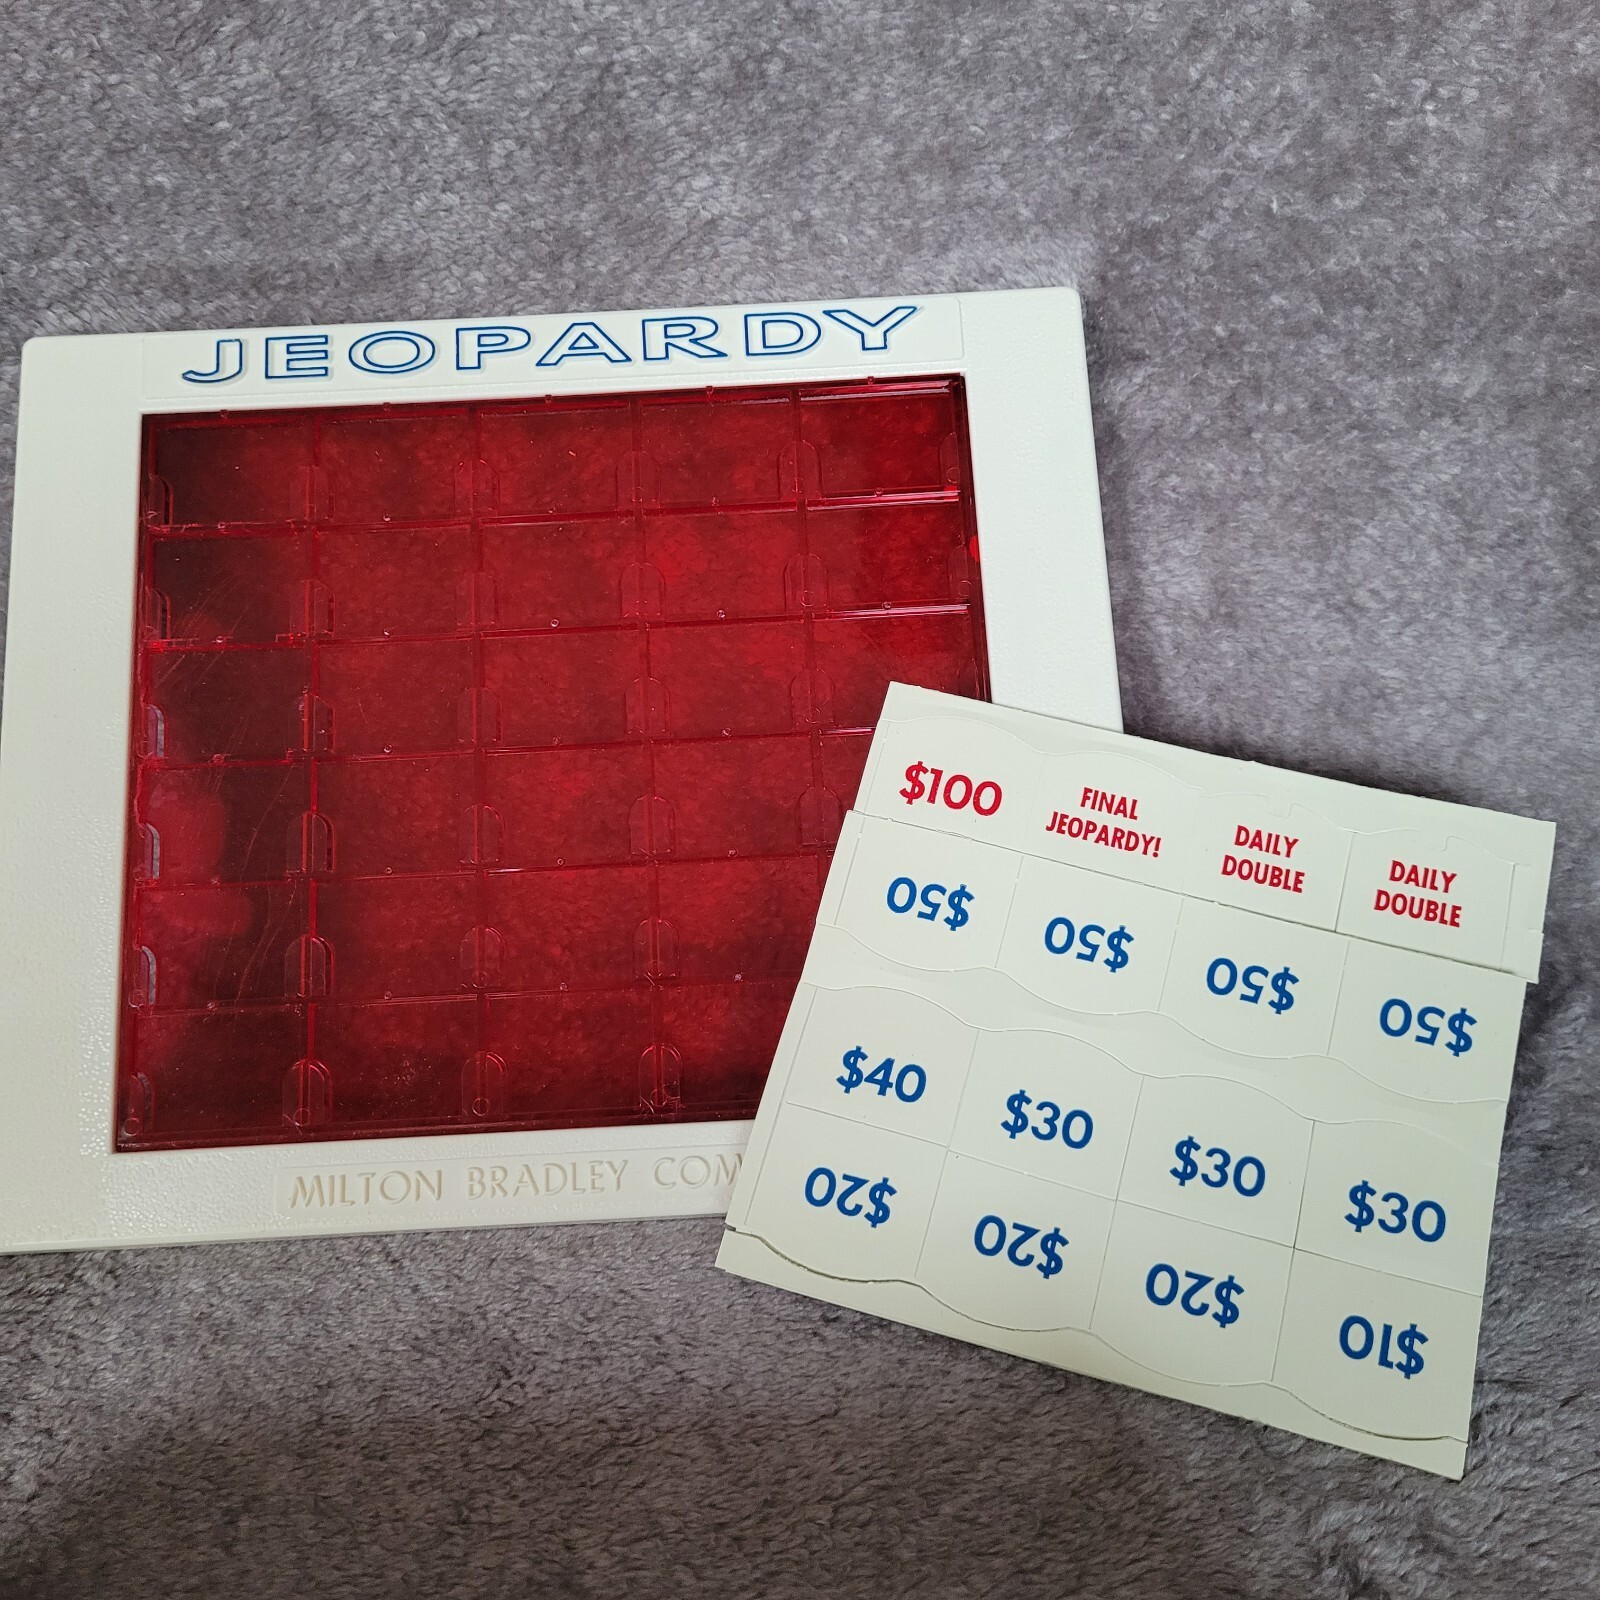 JEOPARDY
MILTON BRADLEY COM
$100
FINAL
JEOPARDY!
DAILY
DOUBLE
DAILY
DOUBLE
$50 $50 $50 $50
$40 $30 $30 $30
$20 $20 $20 $10